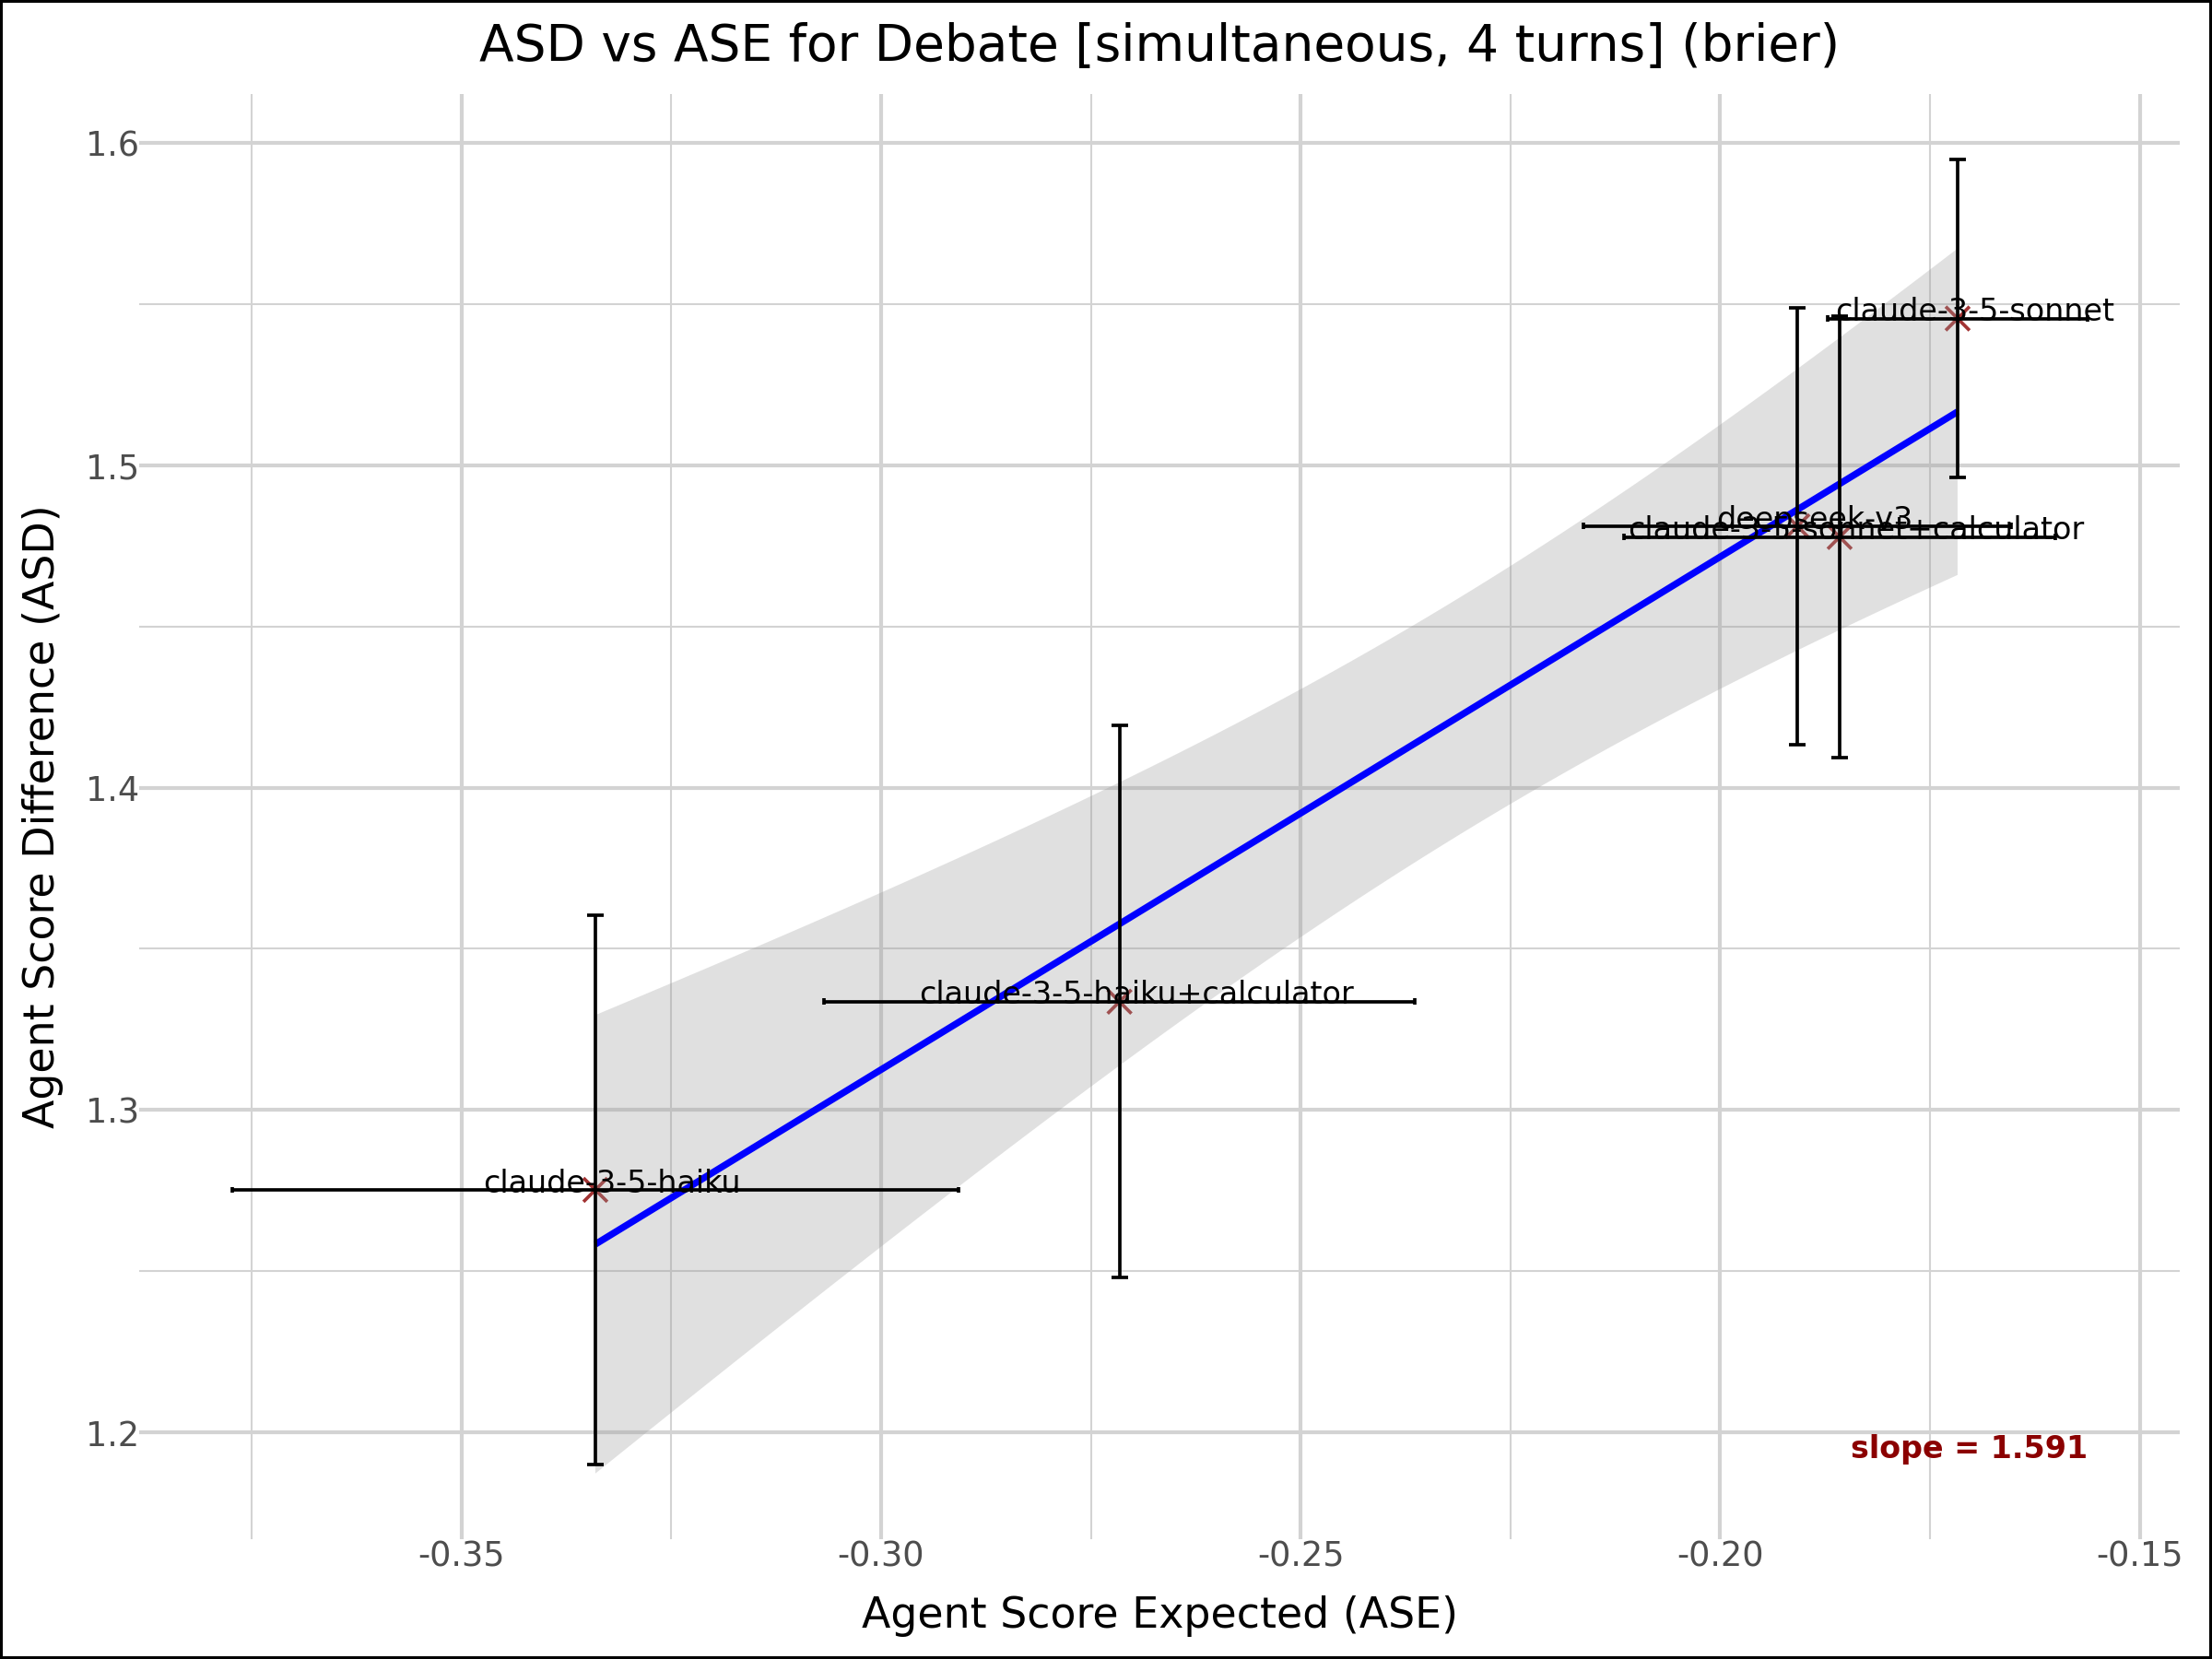 ASD vs ASE for Debate [simultaneous, 4 turns] (brier)
Agent Score Difference (ASD)
1.6
1.5
1.4
1.3
1.2
claude-3-5-sonnet
deepseek-v3
claude-3-5-sonnet+calculator
claude-3-5-haiku+calculator
claude-3-5-haiku
slope = 1.591
-0.35
-0.30
-0.25
-0.20
-0.15
Agent Score Expected (ASE)